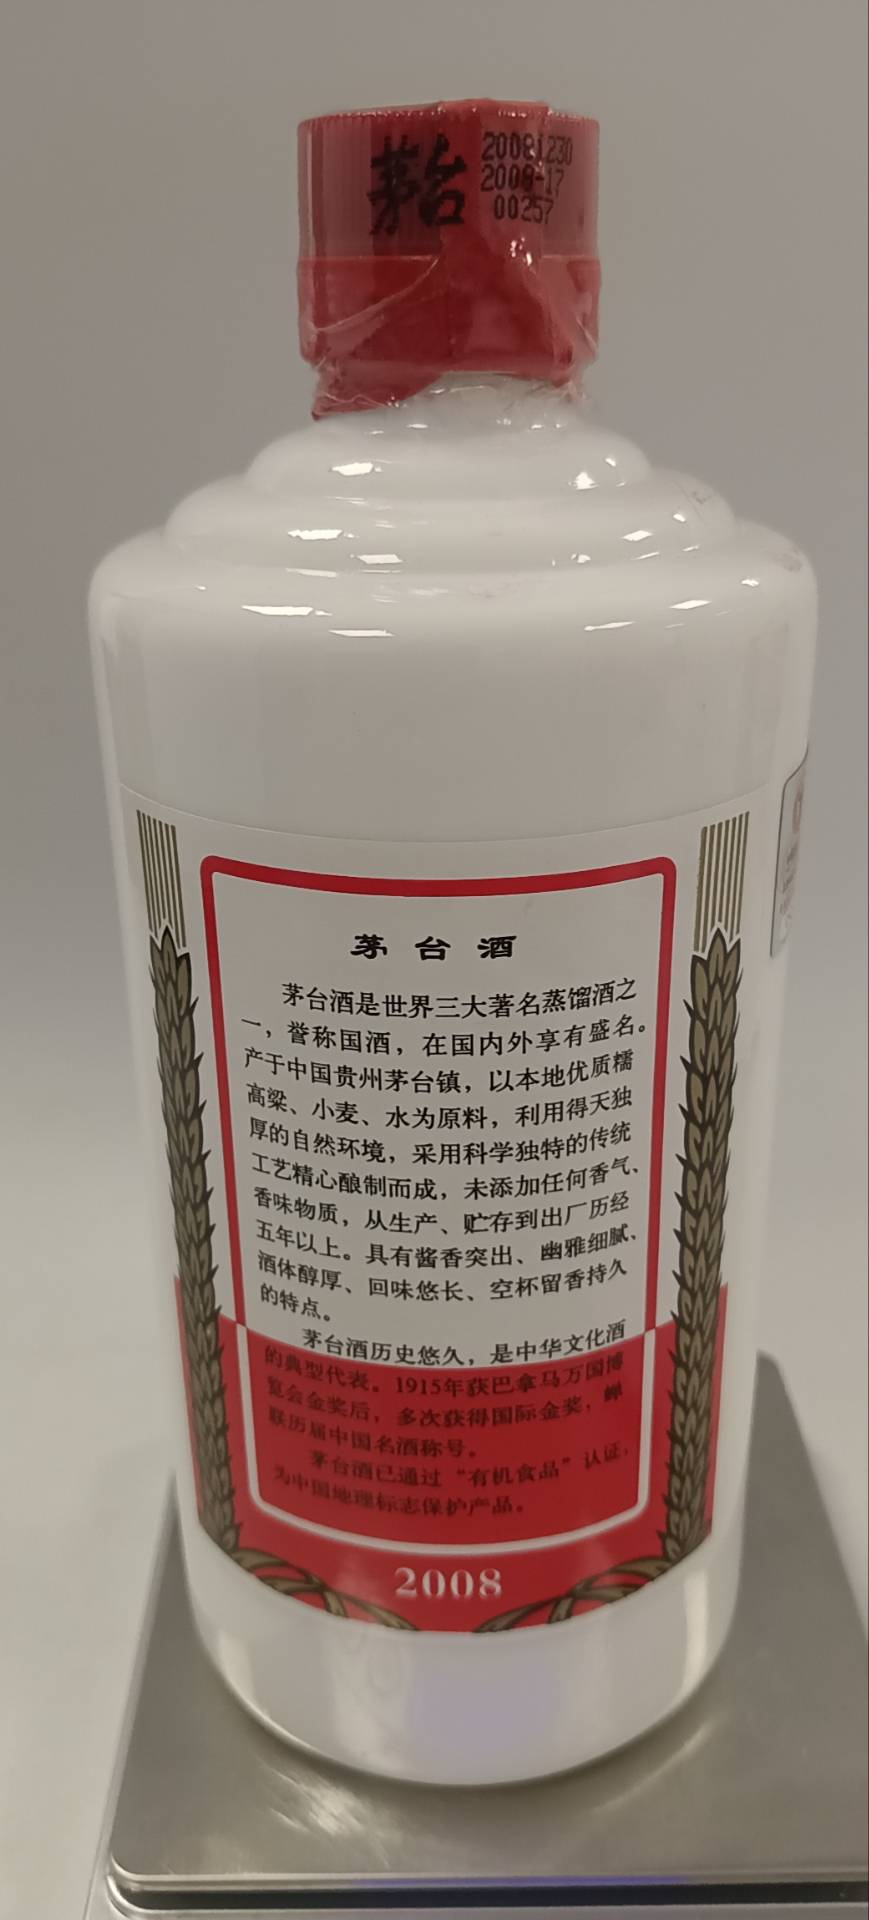 茅台
20081230
2008-17
00257
茅台酒
茅台酒是世界三大著名蒸馏酒之
一，誉称国酒，在国内外享有盛名。
产于中国贵州茅台镇，以本地优质糯
高粱、小麦、水为原料，利用得天独
厚的自然环境，采用科学独特的传统
工艺精心酿制而成，未添加任何香气、
香味物质，从生产、贮存到出厂历经
五年以上。具有酱香突出、幽雅细腻、
酒体醇厚、回味悠长、空杯留香持久
的特点。
茅台酒历史悠久，是中华文化酒
的典型代表。1915年获巴拿马万国博
览会金奖后，多次获得国际金奖，蝉
联历届中国名酒称号。
茅台酒已通过“有机食品”认证，
为中国地理标志保护产品。
2008